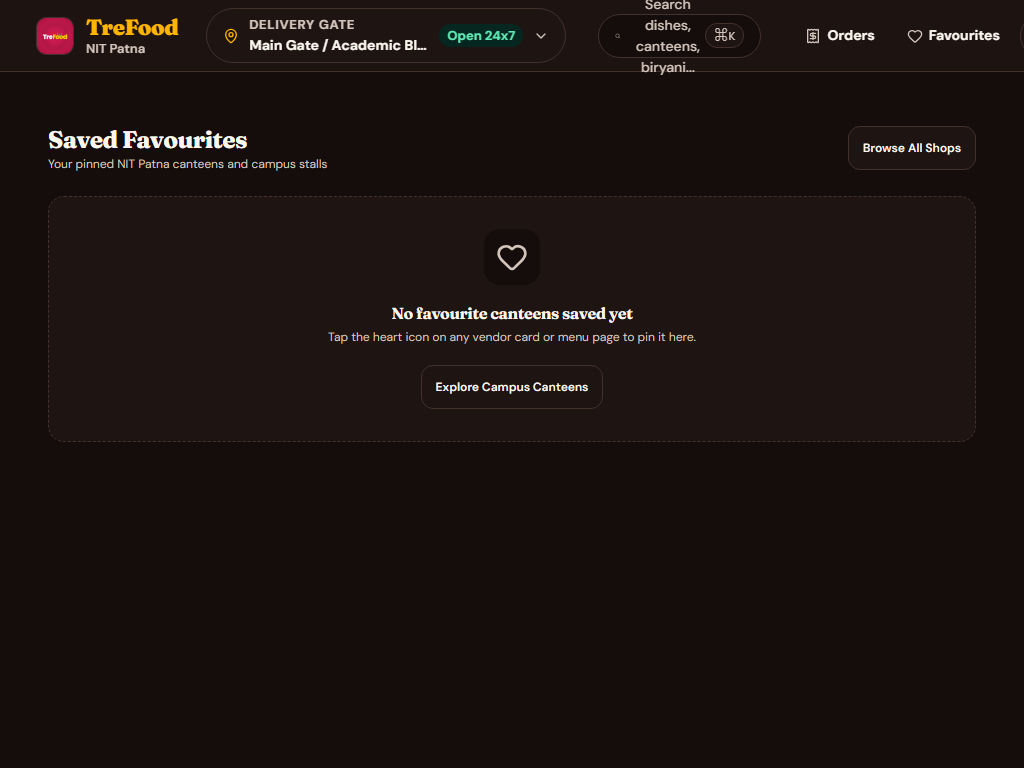 TreFood
TreFood
NIT Patna
DELIVERY GATE
Main Gate / Academic Bl...
Open 24x7
Search
dishes,
canteens,
biryani...
⌘K
Orders
Favourites
Saved Favourites
Your pinned NIT Patna canteens and campus stalls
Browse All Shops
No favourite canteens saved yet
Tap the heart icon on any vendor card or menu page to pin it here.
Explore Campus Canteens